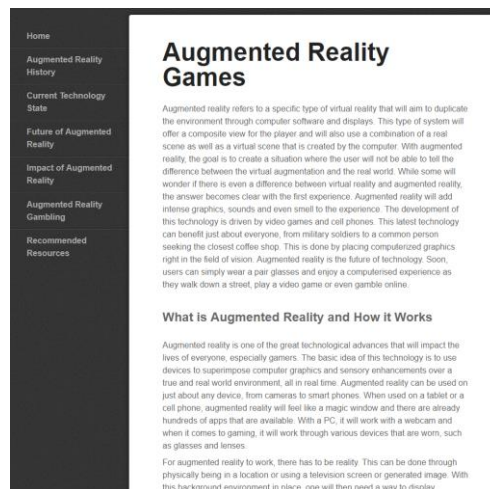 Home
Augmented Reality
History
Current Technology
State
Future of Augmented
Reality
Impact of Augmented
Reality
Augmented Reality
Gambling
Recommended
Resources
Augmented Reality
Games
Augmented reality refers to a specific type of virtual reality that will aim to duplicate
the environment through computer software and displays. This type of system will
offer a composite view for the player and will also use a combination of a real
scene as well as a virtual scene that is created by the computer. With augmented
reality, the goal is to create a situation where the user will not be able to tell the
difference between the virtual augmentation and the real world. While some will
wonder if there is even a difference between virtual reality and augmented reality,
the answer becomes clear with the first experience. Augmented reality will add
intense graphics, sounds and even smell to the experience. The development of
this technology is driven by video games and cell phones. This latest technology
can benefit just about everyone, from military soldiers to a common person
seeking the closest coffee shop. This is done by placing computerized graphics
right in the field of vision. Augmented reality is the future of technology. Soon,
users can simply wear a pair glasses and enjoy a computerised experience as
they walk down a street, play a video game or even gamble online.
What is Augmented Reality and How it Works
Augmented reality is one of the great technological advances that will impact the
lives of everyone, especially gamers. The basic idea of this technology is to use
devices to superimpose computer graphics and sensory enhancements over a
true and real world environment, all in real time. Augmented reality can be used on
just about any device, from cameras to smart phones. When used on a tablet or a
cell phone, augmented reality will feel like a magic window and there are already
hundreds of apps that are available. With a PC, it will work with a webcam and
when it comes to gaming, it will work through various devices that are worn, such
as glasses and lenses.
For augmented reality to work, there has to be reality. This can be done through
physically being in a location or using a television screen or generated image. With
this background environment in place, one will then need a way to display